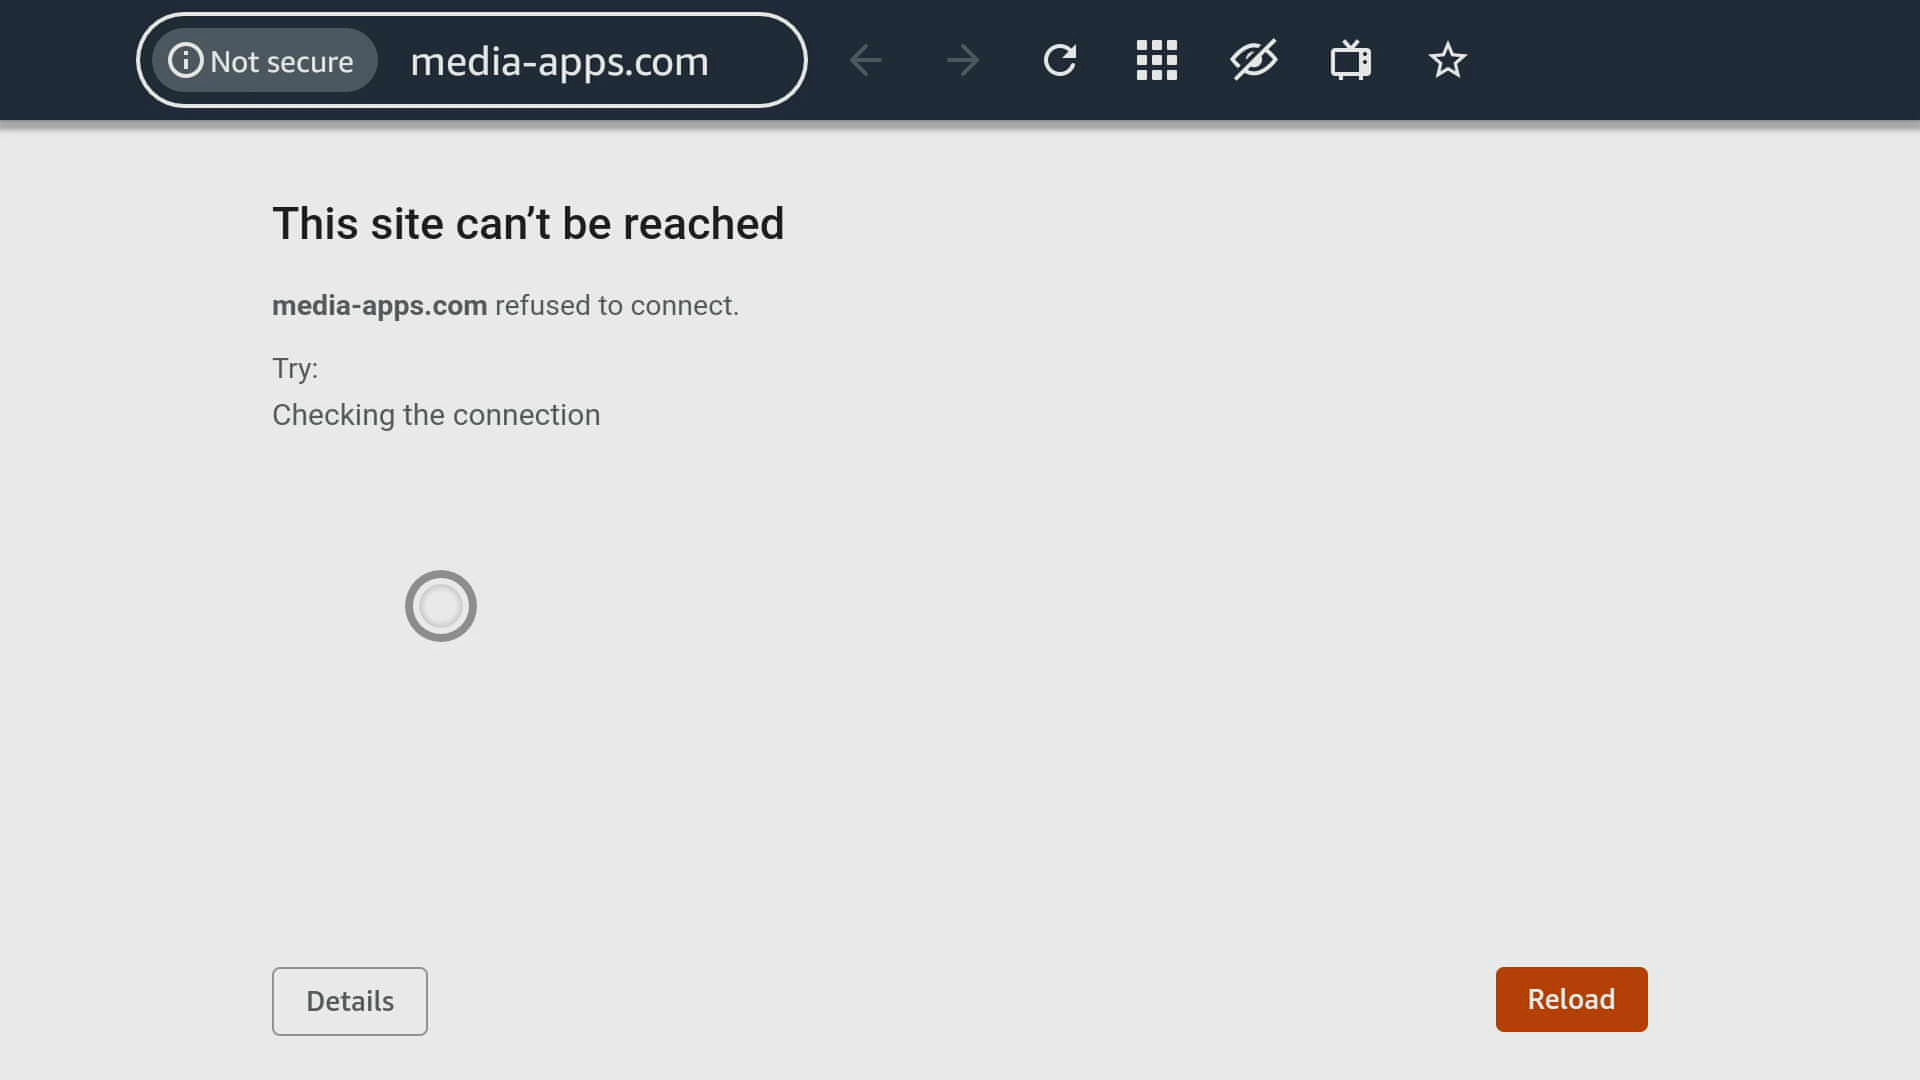 Not secure media-apps.com
This site can’t be reached
media-apps.com refused to connect.
Try:
Checking the connection
Details
Reload